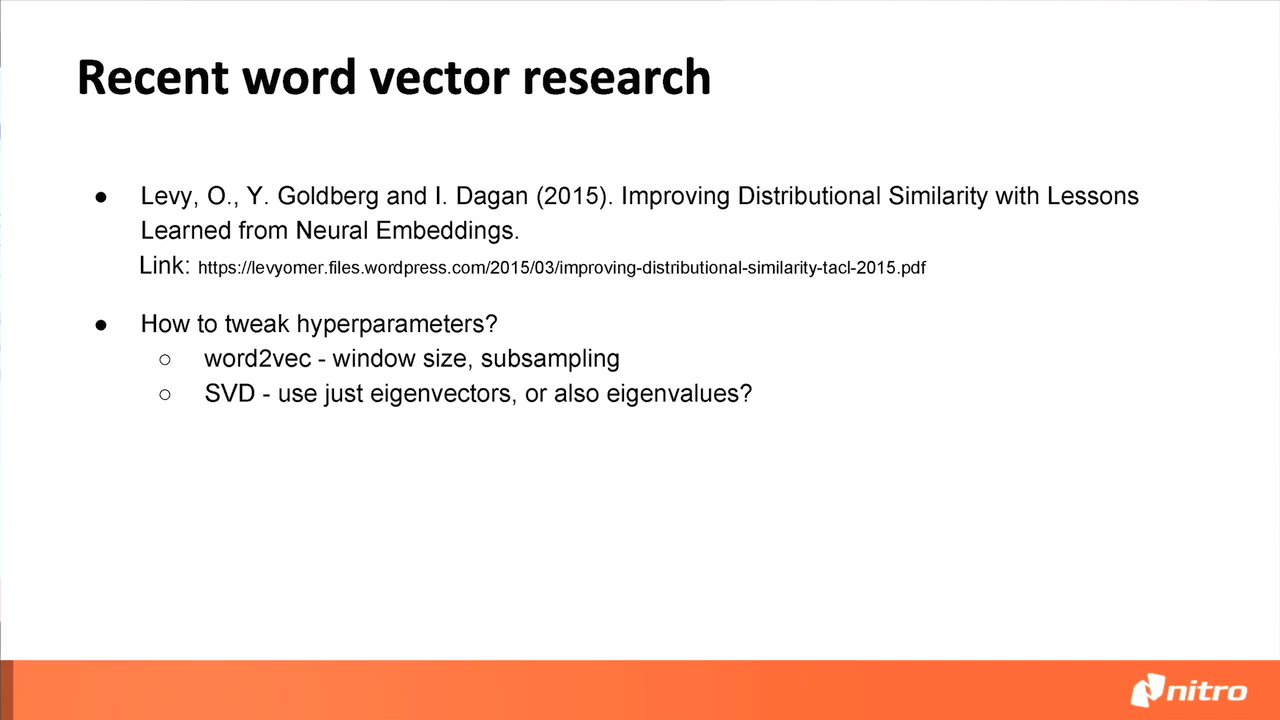 Recent word vector research
● Levy, O., Y. Goldberg and I. Dagan (2015). Improving Distributional Similarity with Lessons
Learned from Neural Embeddings.
Link: https://levyomer.files.wordpress.com/2015/03/improving-distributional-similarity-tacl-2015.pdf
● How to tweak hyperparameters?
○ word2vec - window size, subsampling
○ SVD - use just eigenvectors, or also eigenvalues?
nitro